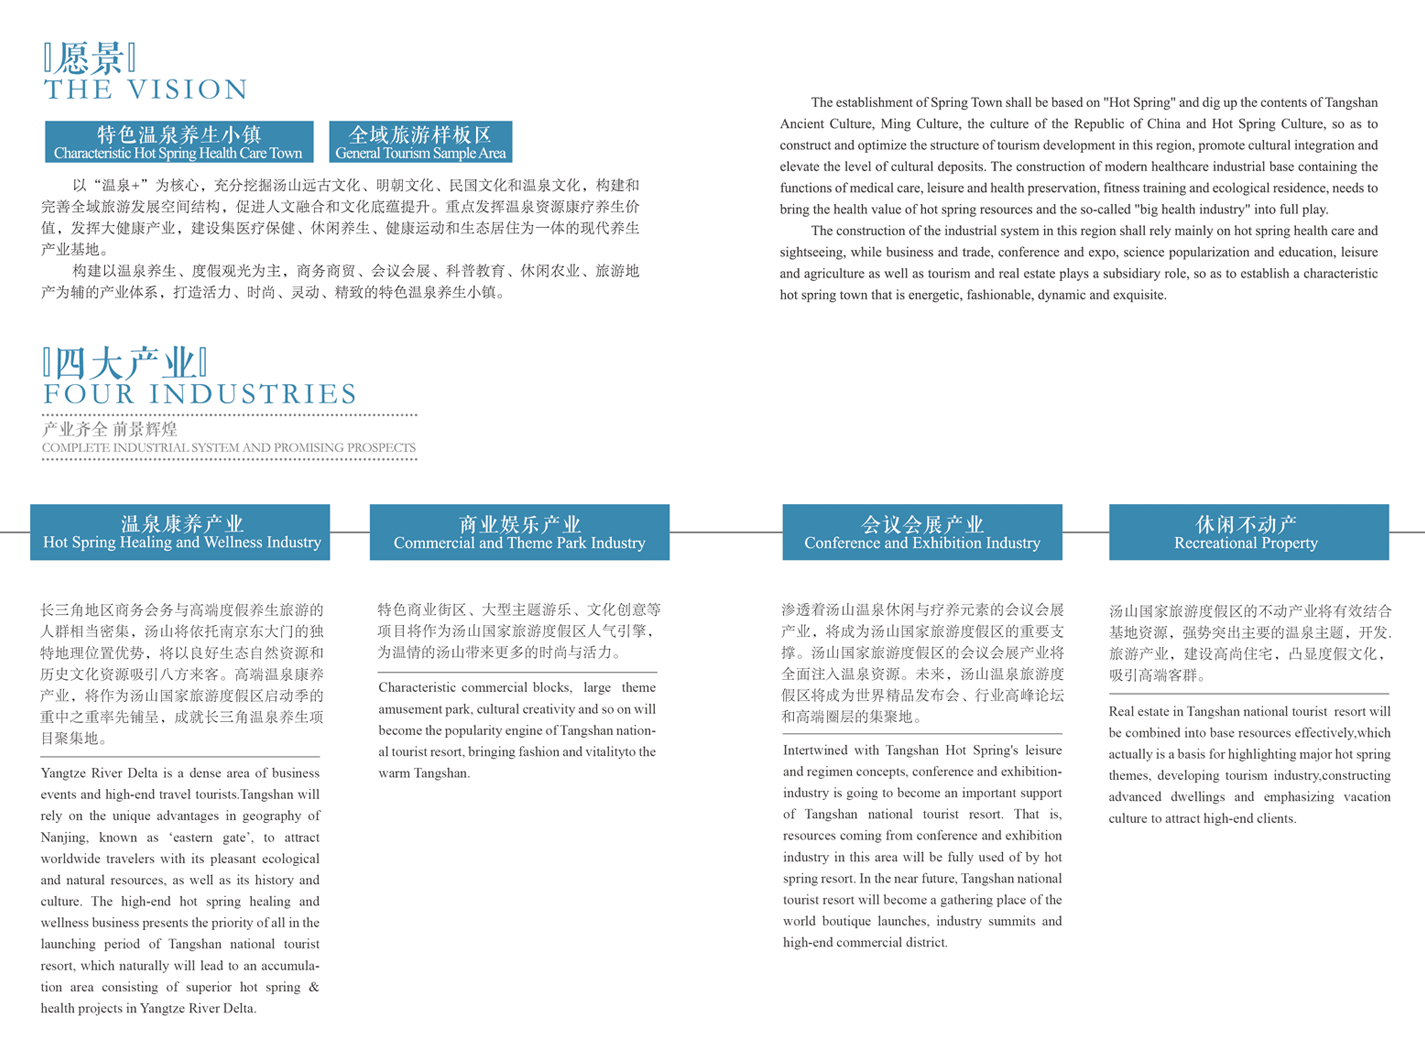 愿景
THE VISION
特色温泉养生小镇
Characteristic Hot Spring Health Care Town
全域旅游样板区
General Tourism Sample Area
以“温泉+”为核心，充分挖掘汤山远古文化、明朝文化、民国文化和温泉文化，构建和
完善全域旅游发展空间结构，促进人文融合和文化底蕴提升。重点发挥温泉资源康疗养生价
值，发挥大健康产业，建设集医疗保健、休闲养生、健康运动和生态居住为一体的现代养生
产业基地。
构建以温泉养生、度假观光为主，商务商贸、会议会展、科普教育、休闲农业、旅游地
产为辅的产业体系，打造活力、时尚、灵动、精致的特色温泉养生小镇。
The establishment of Spring Town shall be based on "Hot Spring" and dig up the contents of Tangshan
Ancient Culture, Ming Culture, the culture of the Republic of China and Hot Spring Culture, so as to
construct and optimize the structure of tourism development in this region, promote cultural integration and
elevate the level of cultural deposits. The construction of modern healthcare industrial base containing the
functions of medical care, leisure and health preservation, fitness training and ecological residence, needs to
bring the health value of hot spring resources and the so-called "big health industry" into full play.
The construction of the industrial system in this region shall rely mainly on hot spring health care and
sightseeing, while business and trade, conference and expo, science popularization and education, leisure
and agriculture as well as tourism and real estate plays a subsidiary role, so as to establish a characteristic
hot spring town that is energetic, fashionable, dynamic and exquisite.
四大产业
FOUR INDUSTRIES
产业齐全 前景辉煌
COMPLETE INDUSTRIAL SYSTEM AND PROMISING PROSPECTS
温泉康养产业
Hot Spring Healing and Wellness Industry
长三角地区商务会务与高端度假养生旅游的
人群相当密集，汤山将依托南京东大门的独
特地理位置优势，将以良好生态自然资源和
历史文化资源吸引八方来客。高端温泉康养
产业，将作为汤山国家旅游度假区启动季的
重中之重率先铺呈，成就长三角温泉养生项
目聚集地。
Yangtze River Delta is a dense area of business
events and high-end travel tourists.Tangshan will
rely on the unique advantages in geography of
Nanjing, known as ‘eastern gate’, to attract
worldwide travelers with its pleasant ecological
and natural resources, as well as its history and
culture. The high-end hot spring healing and
wellness business presents the priority of all in the
launching period of Tangshan national tourist
resort, which naturally will lead to an accumula-
tion area consisting of superior hot spring &
health projects in Yangtze River Delta.
商业娱乐产业
Commercial and Theme Park Industry
特色商业街区、大型主题游乐、文化创意等
项目将作为汤山国家旅游度假区人气引擎，
为温情的汤山带来更多的时尚与活力。
Characteristic commercial blocks, large theme
amusement park, cultural creativity and so on will
become the popularity engine of Tangshan nation-
al tourist resort, bringing fashion and vitalityto the
warm Tangshan.
会议会展产业
Conference and Exhibition Industry
渗透着汤山温泉休闲与疗养元素的会议会展
产业，将成为汤山国家旅游度假区的重要支
撑。汤山国家旅游度假区的会议会展产业将
全面注入温泉资源。未来，汤山温泉旅游度
假区将成为世界精品发布会、行业高峰论坛
和高端圈层的集聚地。
Intertwined with Tangshan Hot Spring's leisure
and regimen concepts, conference and exhibition-
industry is going to become an important support
of Tangshan national tourist resort. That is,
resources coming from conference and exhibition
industry in this area will be fully used of by hot
spring resort. In the near future, Tangshan national
tourist resort will become a gathering place of the
world boutique launches, industry summits and
high-end commercial district.
休闲不动产
Recreational Property
汤山国家旅游度假区的不动产业将有效结合
基地资源，强势突出主要的温泉主题，开发.
旅游产业，建设高尚住宅，凸显度假文化，
吸引高端客群。
Real estate in Tangshan national tourist resort will
be combined into base resources effectively,which
actually is a basis for highlighting major hot spring
themes, developing tourism industry,constructing
advanced dwellings and emphasizing vacation
culture to attract high-end clients.